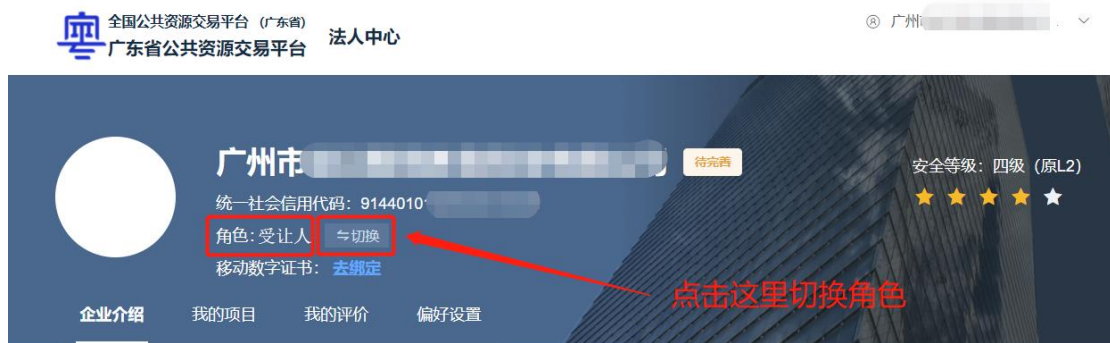 全国公共资源交易平台 (广东省)
广东省公共资源交易平台
法人中心
广州
广州市
待完善
统一社会信用代码：9144010
角色:受让人
切换
移动数字证书：去绑定
安全等级：四级（原L2）
点击这里切换角色
企业介绍 我的项目 我的评价 偏好设置